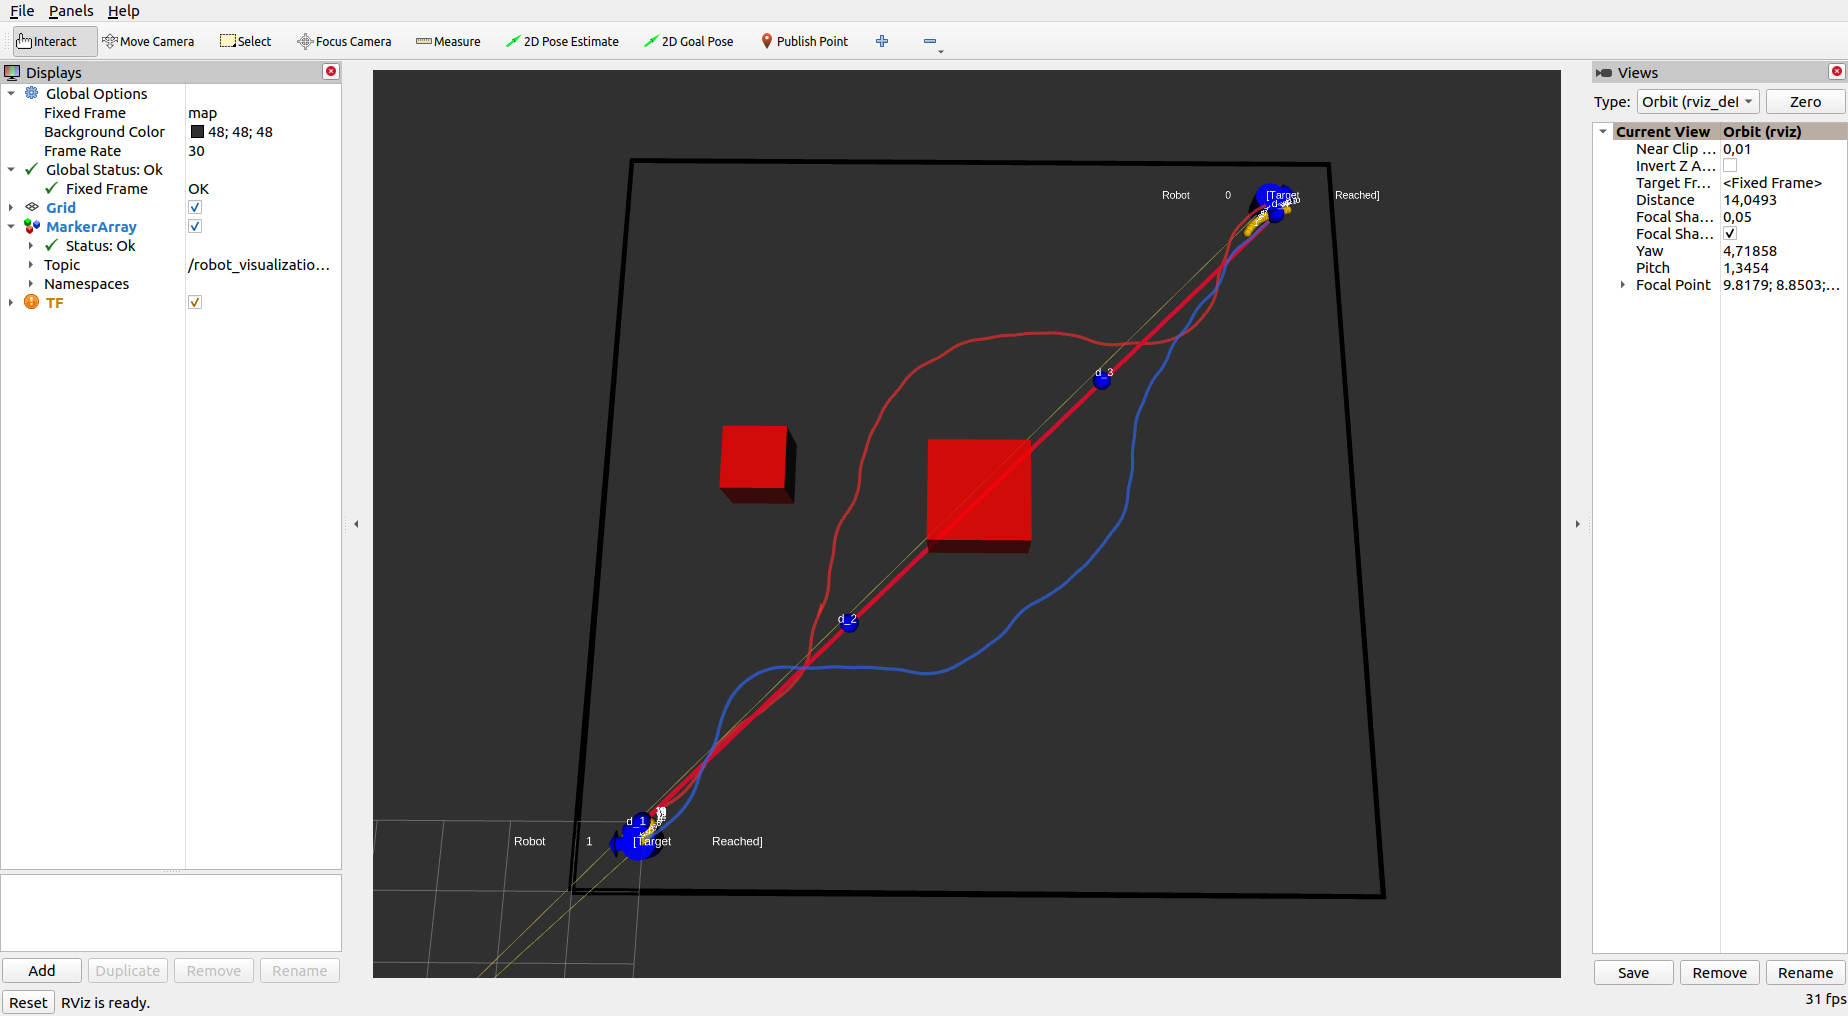 File Panels Help
Interact Move Camera Select Focus Camera Measure 2D Pose Estimate 2D Goal Pose Publish Point
Displays
Global Options
Fixed Frame map
Background Color 48; 48; 48
Frame Rate 30
Global Status: Ok
Fixed Frame OK
Grid
MarkerArray
Status: Ok
Topic /robot_visualizatio...
Namespaces
TF
Add Duplicate Remove Rename
Reset RViz is ready.
Robot 0 [Target Reached]
d_3
d_2
d_1
Robot 1 [Target Reached]
Views
Type: Orbit (rviz_def Zero
Current View Orbit (rviz)
Near Clip ... 0,01
Invert Z A...
Target Fr... <Fixed Frame>
Distance 14,0493
Focal Sha... 0,05
Focal Sha...
Yaw 4,71858
Pitch 1,3454
Focal Point 9.8179; 8.8503;...
Save Remove Rename
31 fps